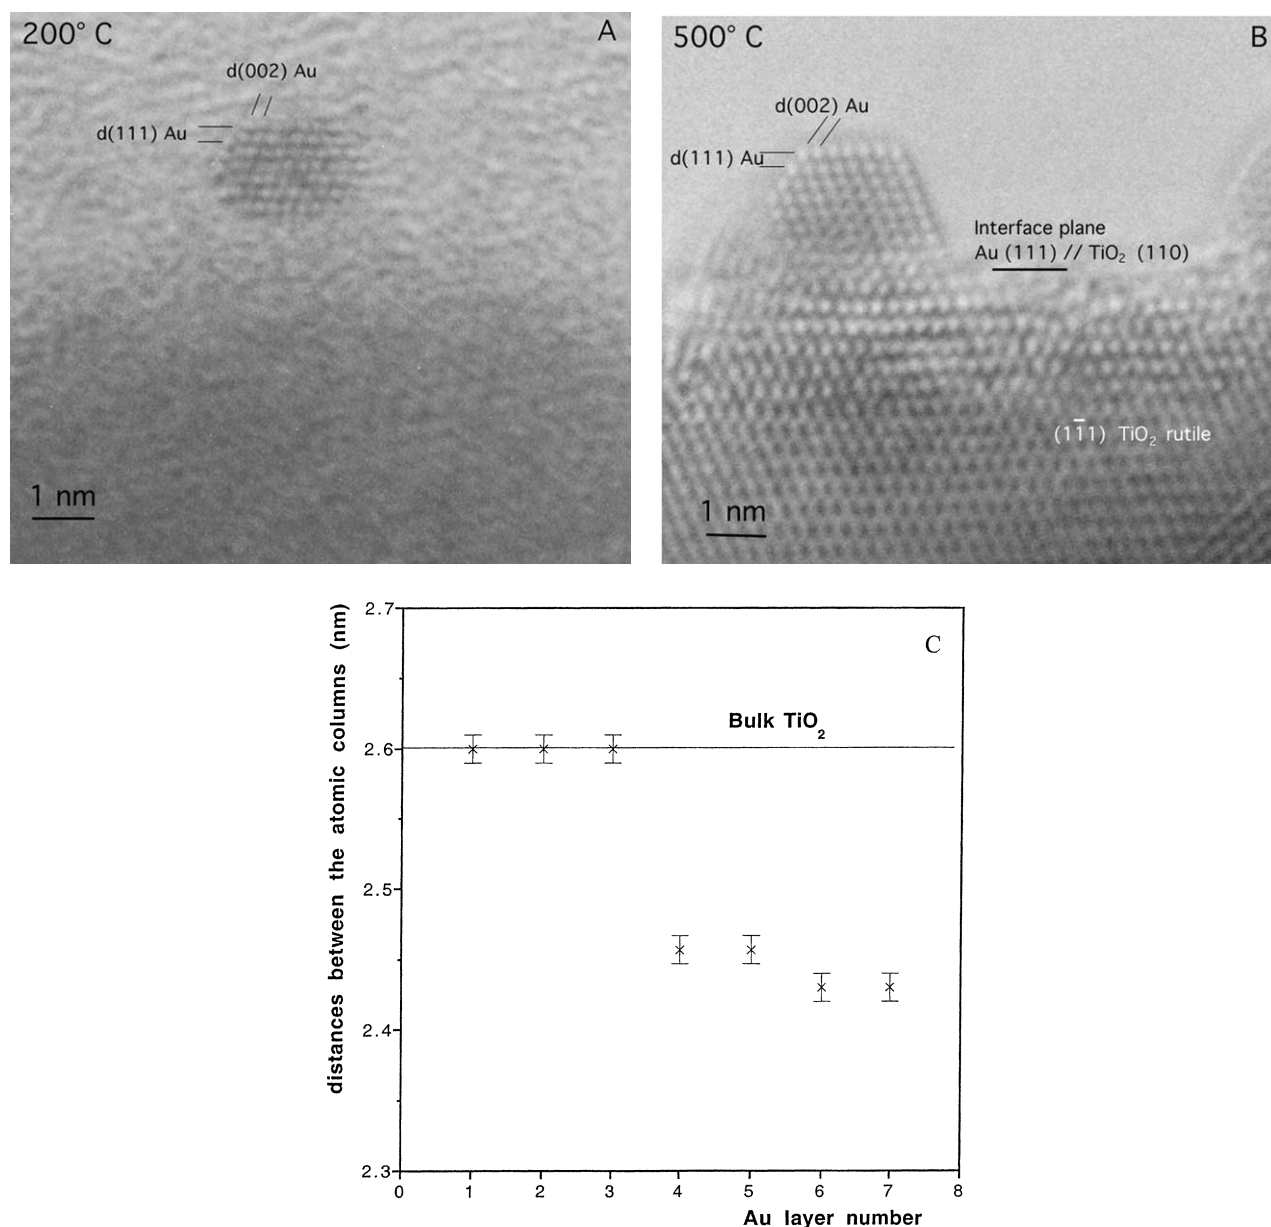 200° C
A
d(002) Au
d(111) Au
1 nm
500° C
B
d(002) Au
d(111) Au
Interface plane
Au (111) // TiO₂ (110)
(11̅1) TiO₂ rutile
1 nm
distances between the atomic columns (nm)
2.7
2.6
2.5
2.4
2.3
C
Bulk TiO₂
0 1 2 3 4 5 6 7 8
Au layer number